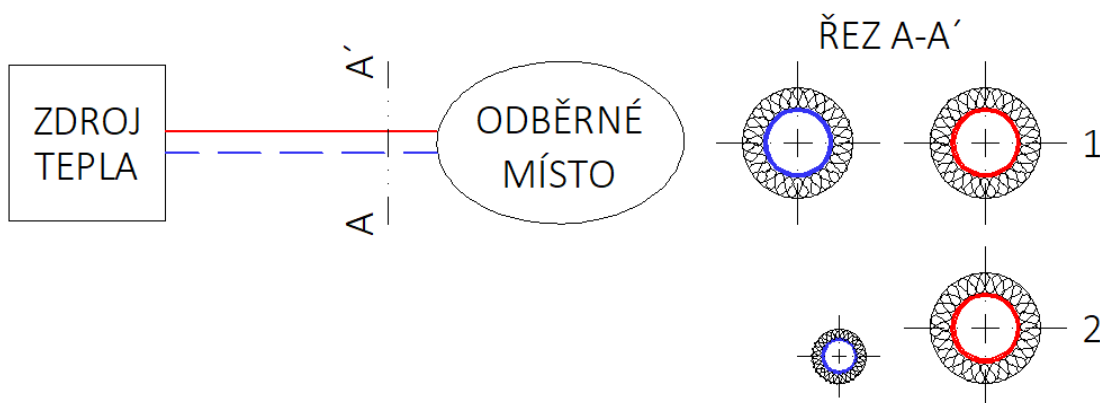 ZDROJ
TEPLA
A´
A
ODBĚRNÉ
MÍSTO
ŘEZ A-A´
1
2